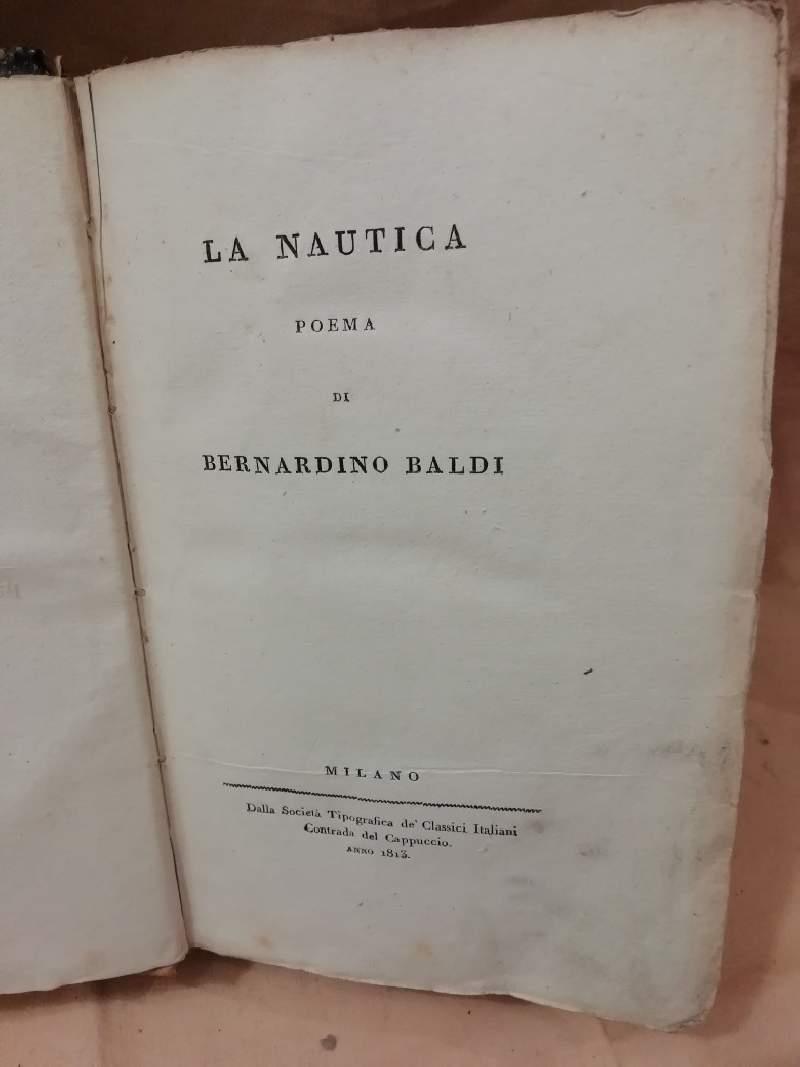 LA NAUTICA
POEMA
DI
BERNARDINO BALDI
MILANO
Dalla Società Tipografica de' Classici Italiani
Contrada del Cappuccio.
ANNO 1813.